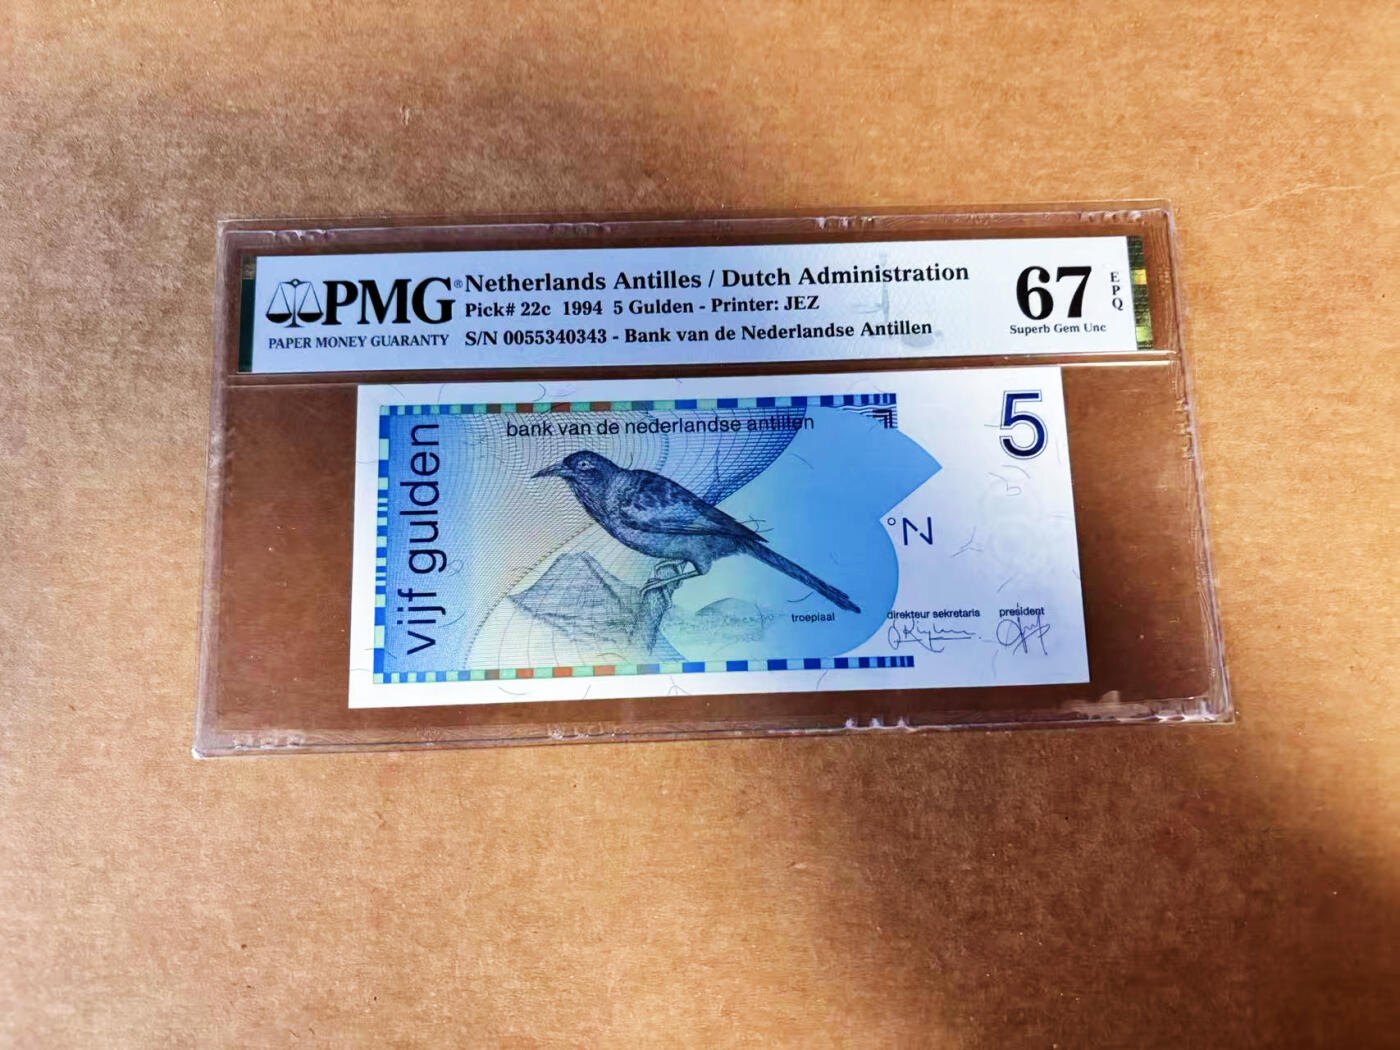 PMG®
PAPER MONEY GUARANTY
Netherlands Antilles / Dutch Administration
Pick# 22c 1994 5 Gulden - Printer: JEZ
S/N 0055340343 - Bank van de Nederlandse Antillen
67
EPQ
Superb Gem Unc
bank van de nederlandse antillen
5
vijf gulden
°N
troepiaal
direkteur sekretaris
president